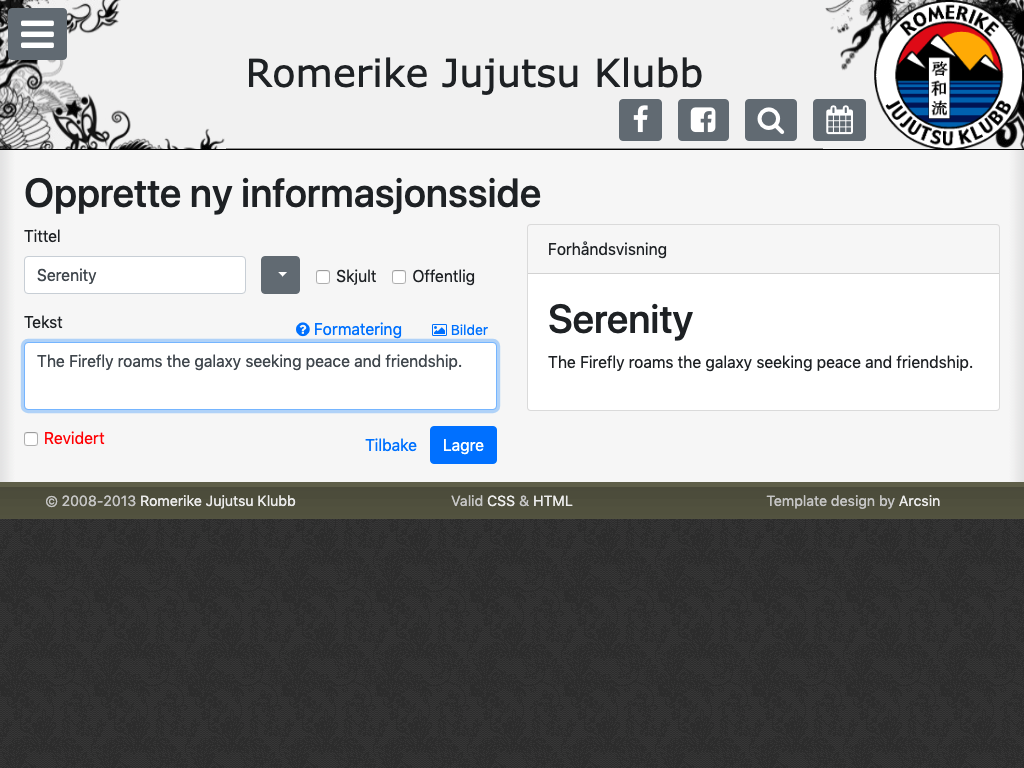 Romerike Jujutsu Klubb
ROMERIKE
啓和流
JUJUTSU KLUBB
Opprette ny informasjonsside
Tittel
Serenity
Skjult
Offentlig
Tekst
Formatering
Bilder
The Firefly roams the galaxy seeking peace and friendship.
Revidert
Tilbake
Lagre
Forhåndsvisning
Serenity
The Firefly roams the galaxy seeking peace and friendship.
© 2008-2013 Romerike Jujutsu Klubb
Valid CSS & HTML
Template design by Arcsin